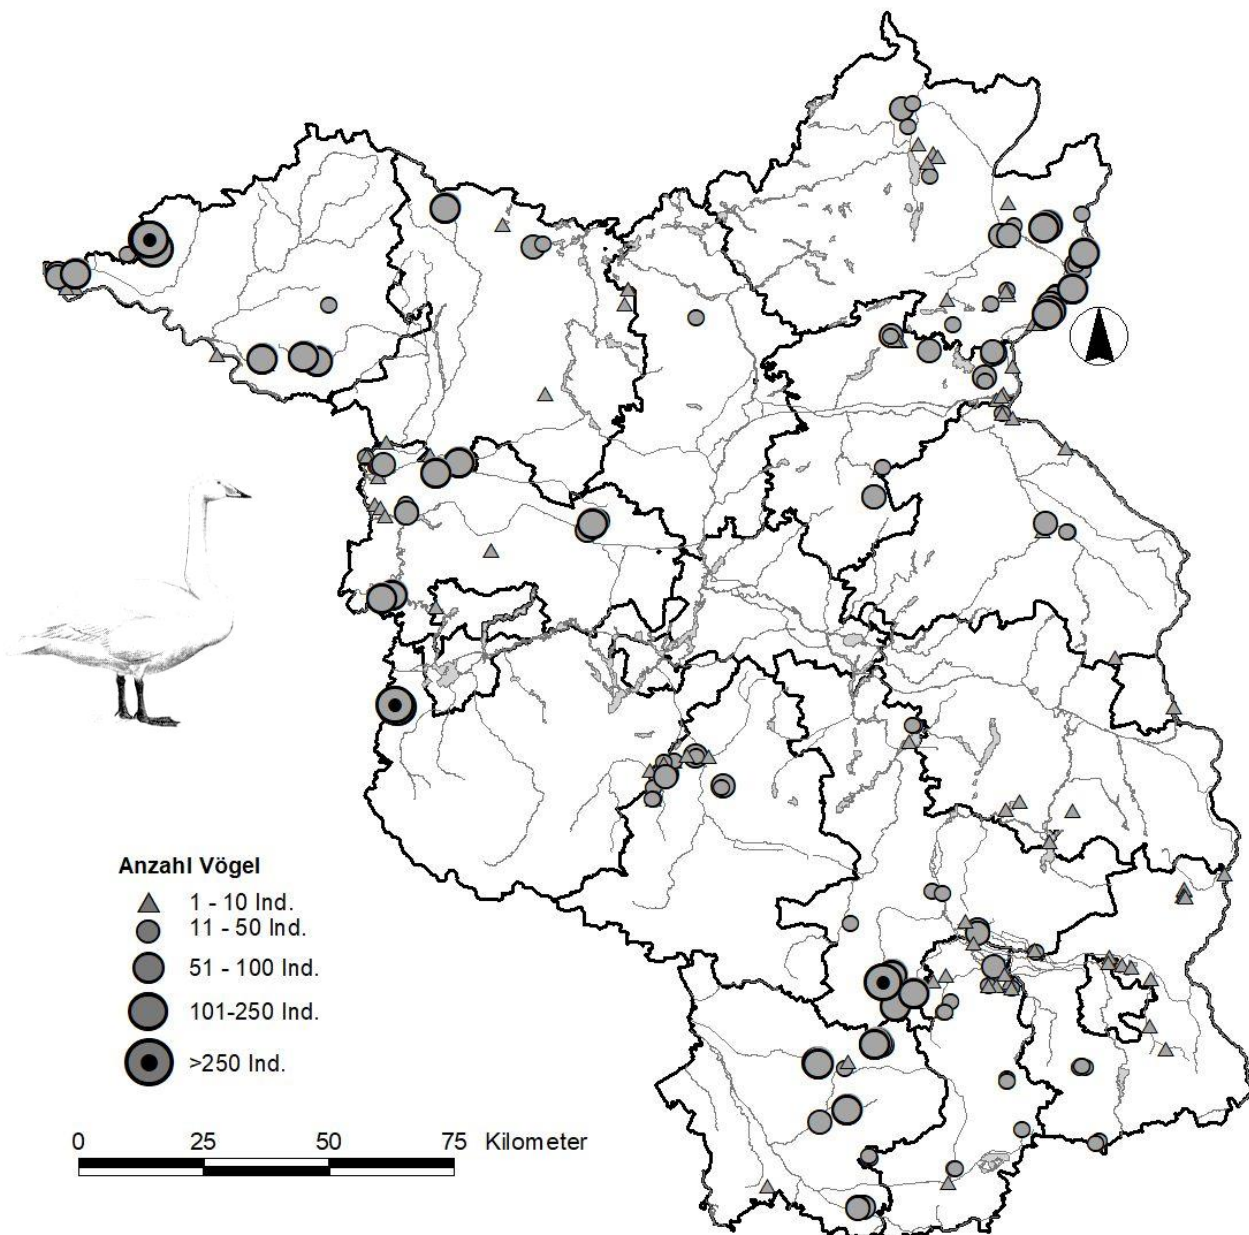 Anzahl Vögel
1 - 10 Ind.
11 - 50 Ind.
51 - 100 Ind.
101-250 Ind.
>250 Ind.
0 25 50 75 Kilometer